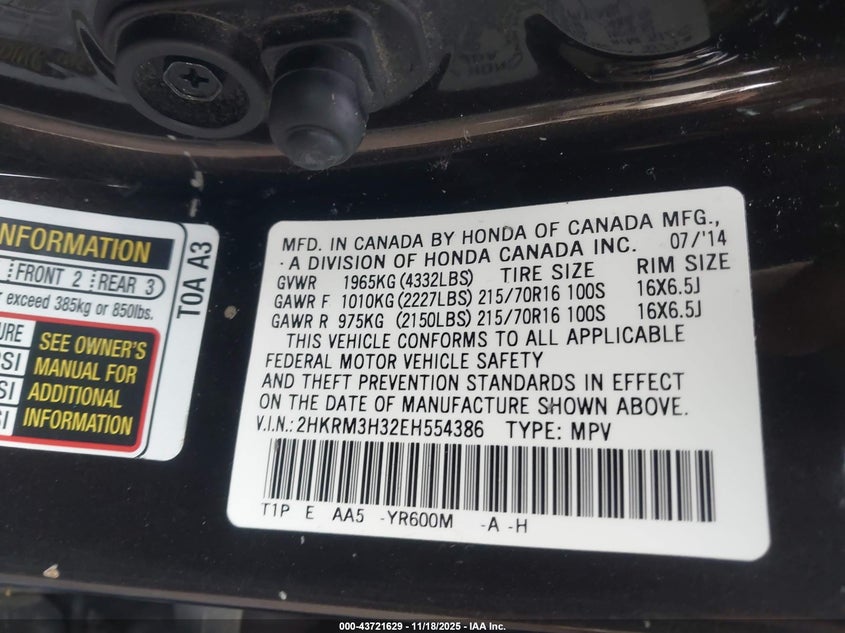 INFORMATION
FRONT 2 REAR 3
exceed 385kg or 850lbs.
SEE OWNER'S
MANUAL FOR
ADDITIONAL
INFORMATION
T0A A3
MFD. IN CANADA BY HONDA OF CANADA MFG.,
A DIVISION OF HONDA CANADA INC. 07/'14
GVWR 1965KG (4332LBS) TIRE SIZE RIM SIZE
GAWR F 1010KG (2227LBS) 215/70R16 100S 16X6.5J
GAWR R 975KG (2150LBS) 215/70R16 100S 16X6.5J
THIS VEHICLE CONFORMS TO ALL APPLICABLE
FEDERAL MOTOR VEHICLE SAFETY
AND THEFT PREVENTION STANDARDS IN EFFECT
ON THE DATE OF MANUFACTURE SHOWN ABOVE.
V.I.N.: 2HKRM3H32EH554386 TYPE: MPV
T1P E AA5 -YR600M -A -H
000-43721629 - 11/18/2025 - IAA Inc.